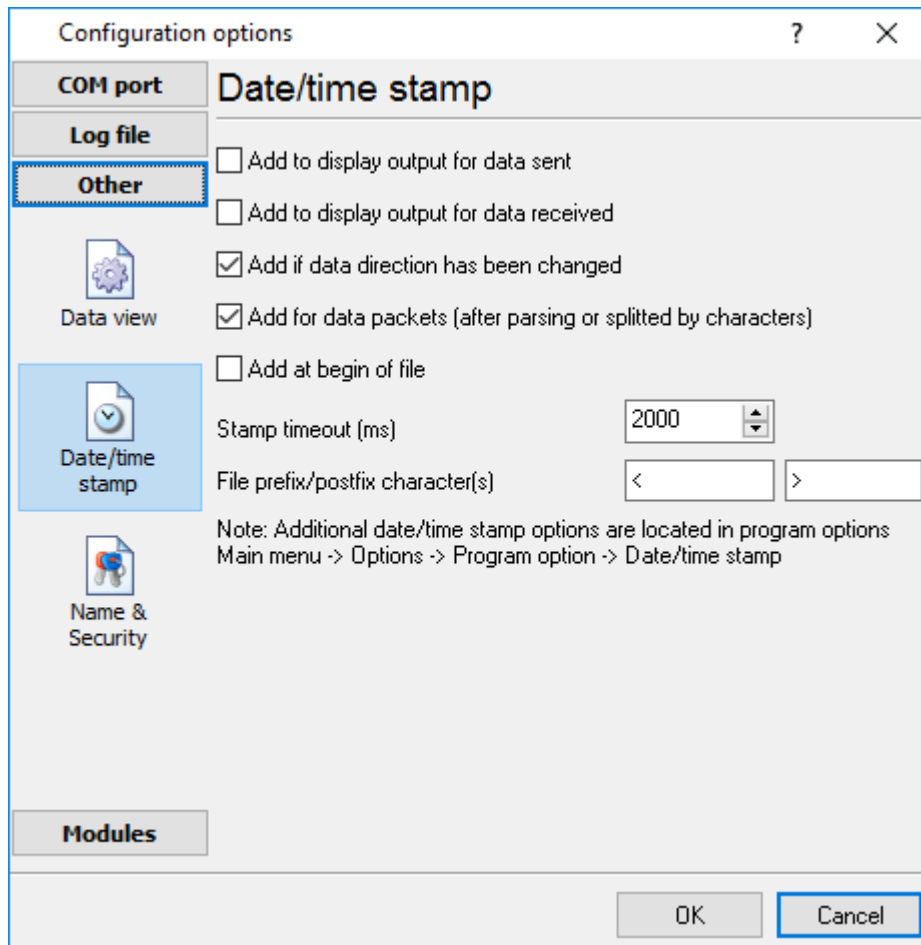 Configuration options
?
COM port
Log file
Other
Data view
Date/time
stamp
Name &
Security
Modules
Date/time stamp
Add to display output for data sent
Add to display output for data received
Add if data direction has been changed
Add for data packets (after parsing or splitted by characters)
Add at begin of file
Stamp timeout (ms) 2000
File prefix/postfix character(s) < >
Note: Additional date/time stamp options are located in program options
Main menu -> Options -> Program option -> Date/time stamp
OK Cancel